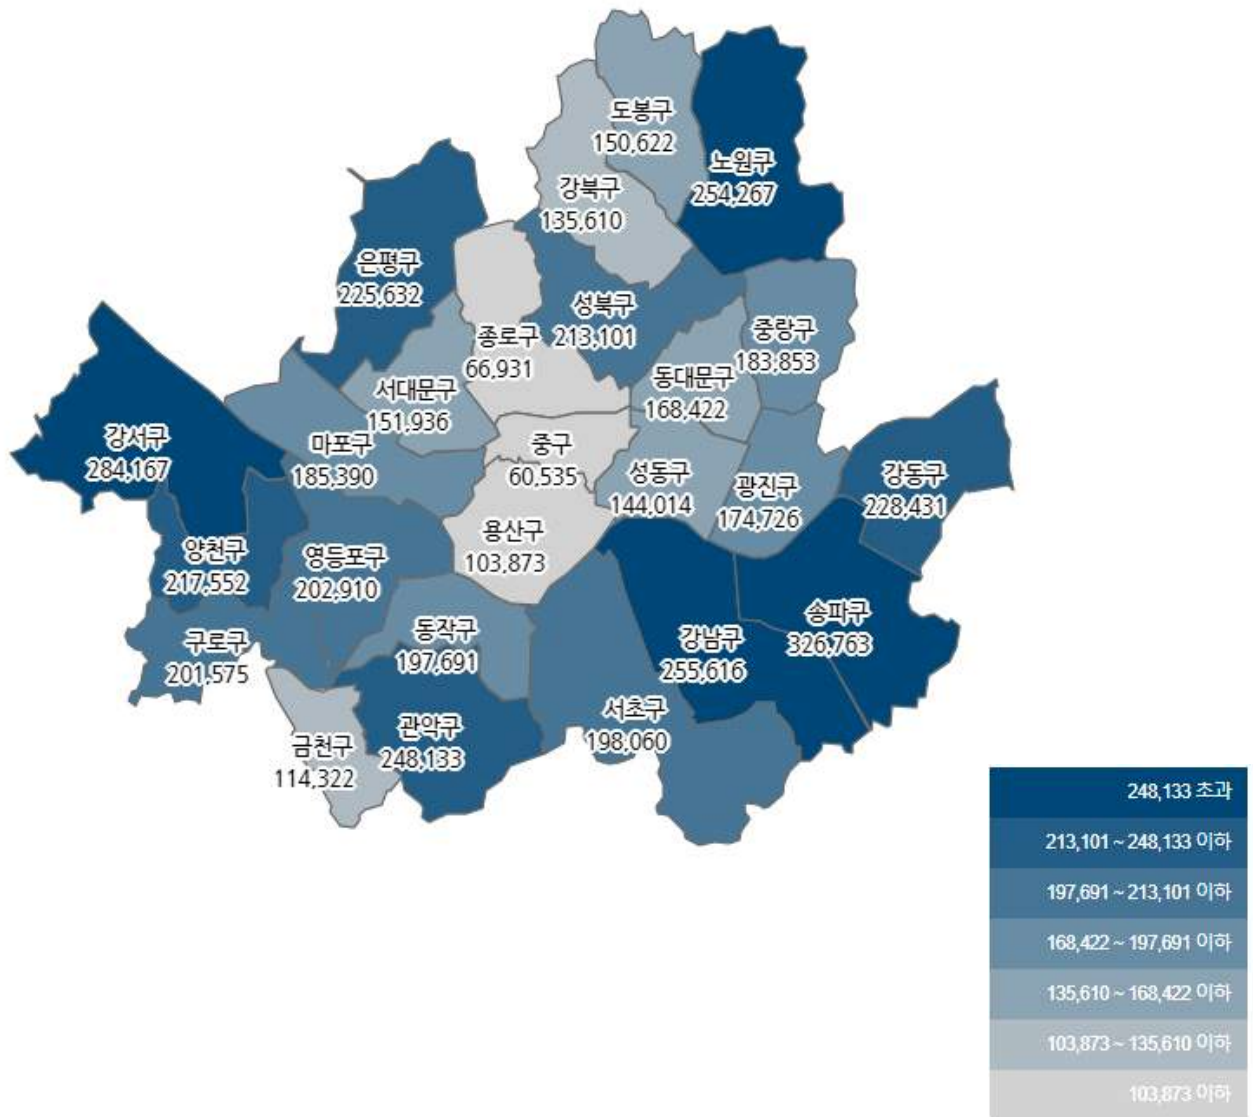 도봉구
150,622
노원구
254,267
강북구
135,610
은평구
225,632
성북구
213,101
종로구
66,931
중랑구
183,853
동대문구
168,422
서대문구
151,936
강서구
284,167
마포구
185,390
중구
60,535
성동구
144,014
광진구
174,726
강동구
228,431
용산구
103,873
양천구
217,552
영등포구
202,910
구로구
201,575
동작구
197,691
강남구
255,616
송파구
326,763
서초구
198,060
관악구
248,133
금천구
114,322
248,133 초과
213,101 ~ 248,133 이하
197,691 ~ 213,101 이하
168,422 ~ 197,691 이하
135,610 ~ 168,422 이하
103,873 ~ 135,610 이하
103,873 이하